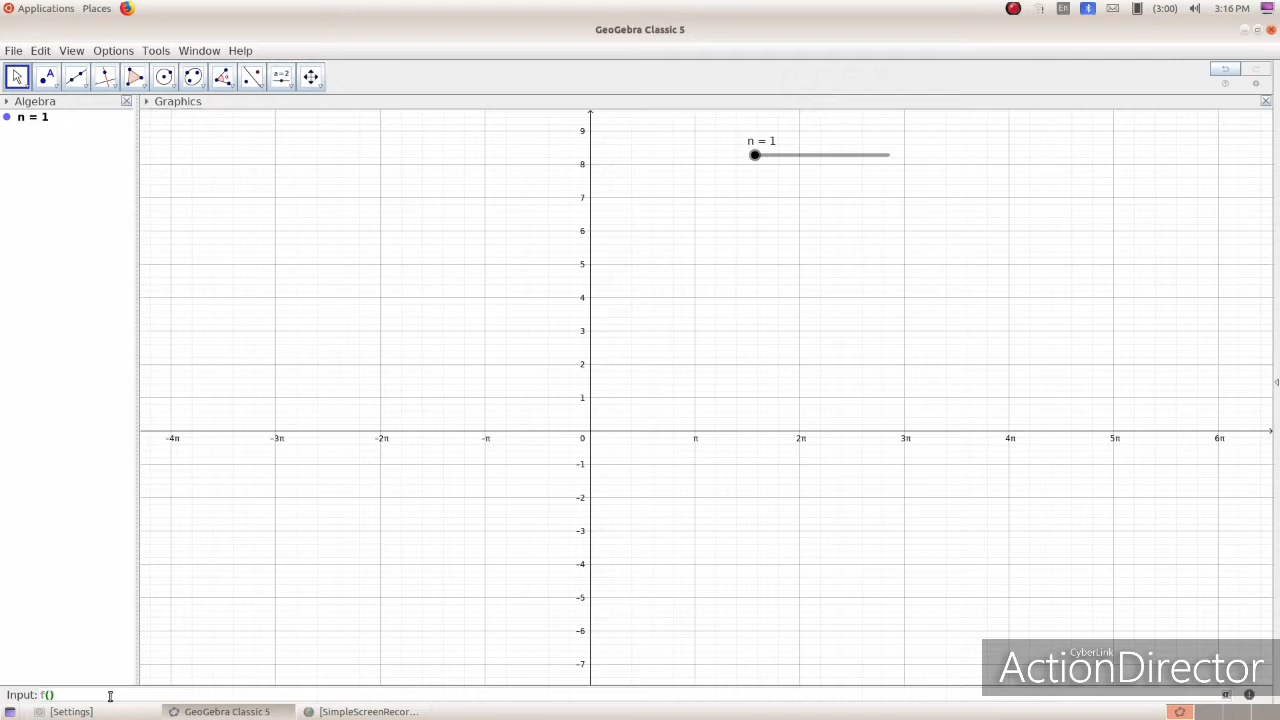 Applications Places En (3:00) 3:16 PM
GeoGebra Classic 5
File Edit View Options Tools Window Help
A a=2
Algebra Graphics
n = 1
n = 1
9
8
7
6
5
4
3
2
1
-4π -3π -2π -π 0 π 2π 3π 4π 5π 6π
-1
-2
-3
-4
-5
-6
-7
CyberLink
ActionDirector
Input: f() α
[Settings] GeoGebra Classic 5 [SimpleScreenRecor...